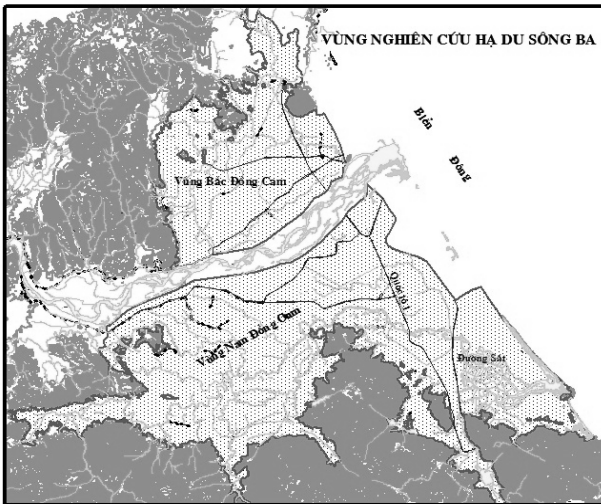 VÙNG NGHIÊN CỨU HẠ DU SÔNG BA
Biển
Đông
Vùng Bắc Đồng Cam
Quốc lộ 1
Vùng Nam Đồng Cam
Đường Sắt